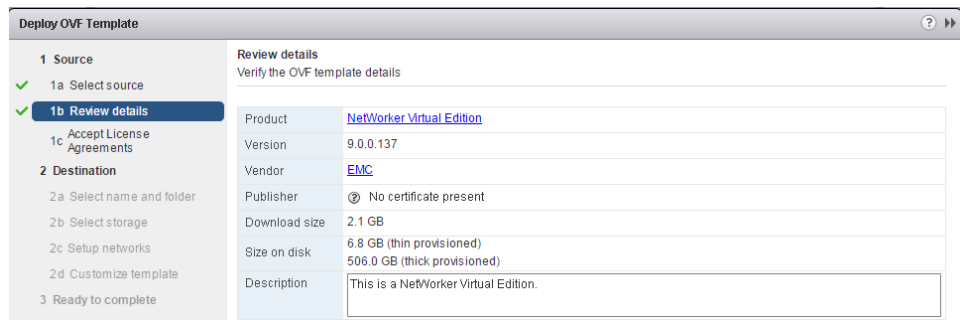 Deploy OVF Template
1 Source
1a Select source
1b Review details
1c Accept License
Agreements
2 Destination
2a Select name and folder
2b Select storage
2c Setup networks
2d Customize template
3 Ready to complete
Review details
Verify the OVF template details
Product NetWorker Virtual Edition
Version 9.0.0.137
Vendor EMC
Publisher ? No certificate present
Download size 2.1 GB
Size on disk 6.8 GB (thin provisioned)
506.0 GB (thick provisioned)
Description This is a NetWorker Virtual Edition.